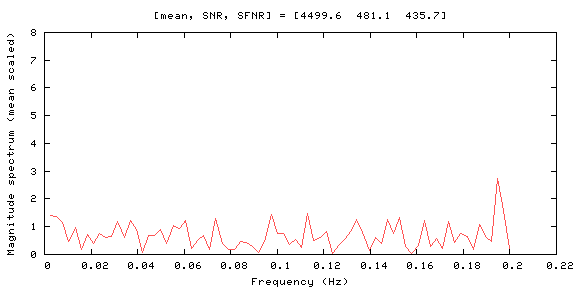 [mean, SNR, SFNR] = [4499.6  481.1  435.7]
Magnitude spectrum (mean scaled)
8
7
6
5
4
3
2
1
0
0 0.02 0.04 0.06 0.08 0.1 0.12 0.14 0.16 0.18 0.2 0.22
Frequency (Hz)